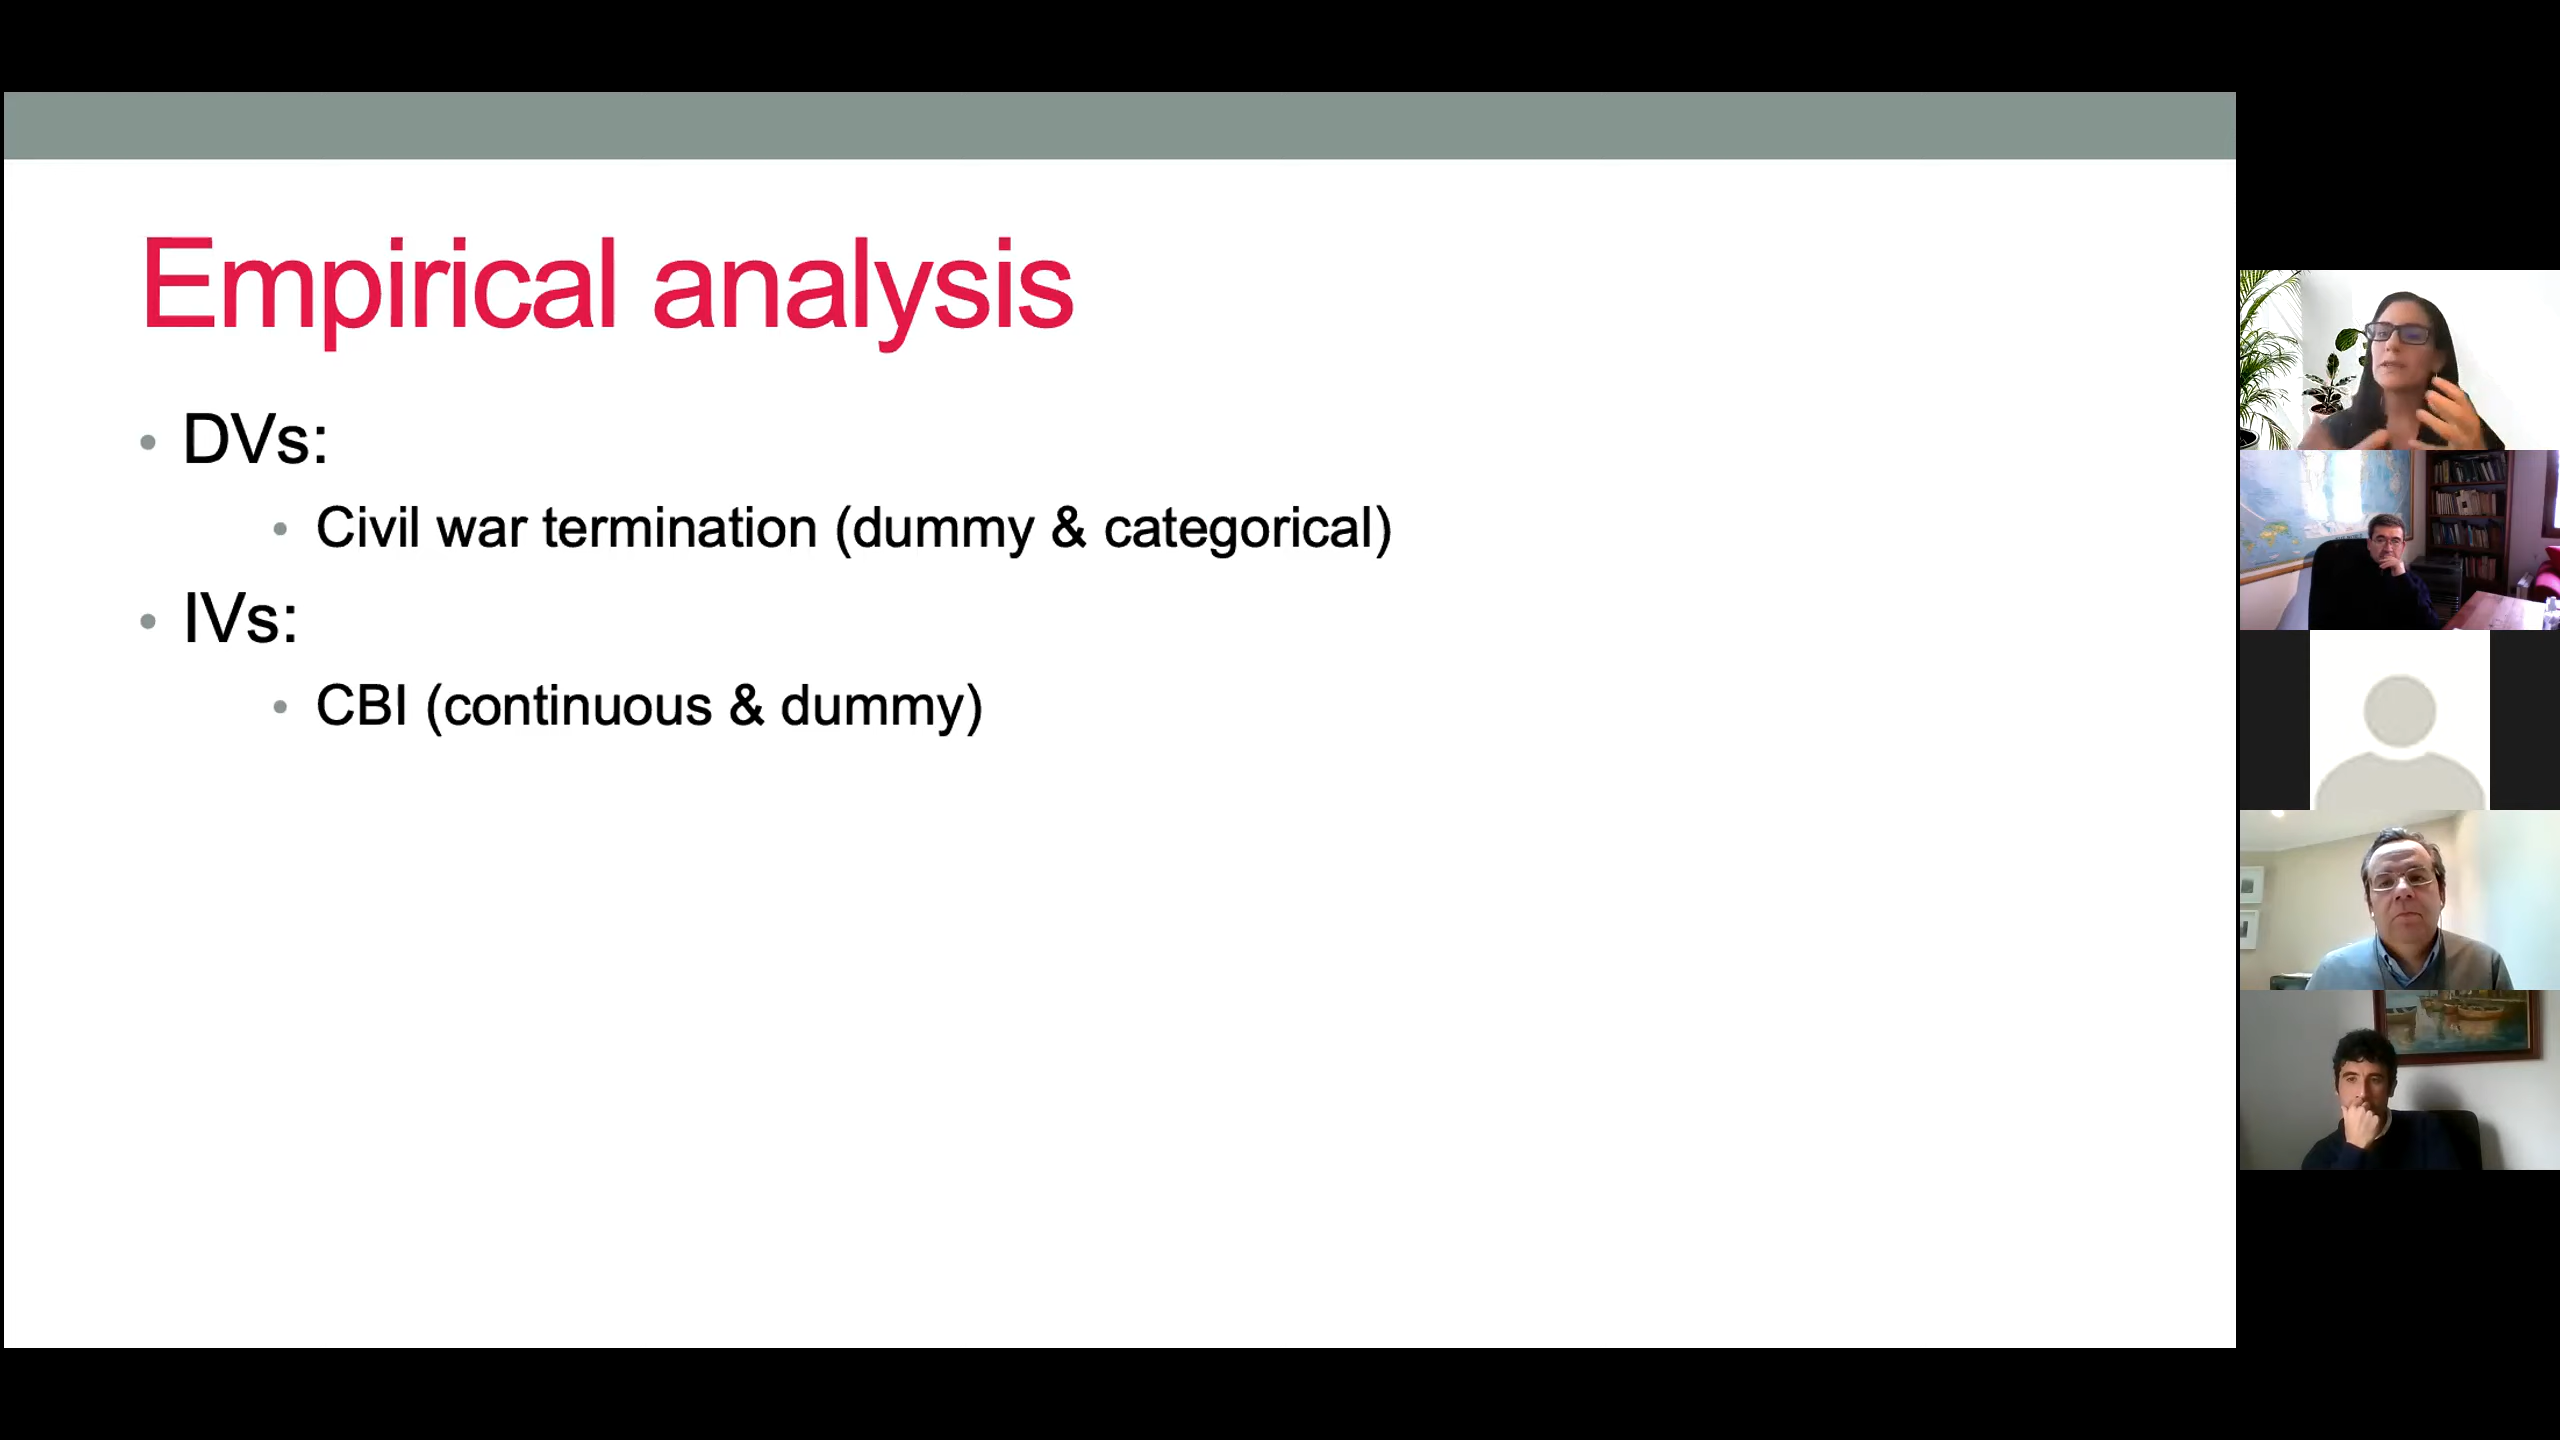 Empirical analysis
• DVs:
• Civil war termination (dummy & categorical)
• IVs:
• CBI (continuous & dummy)